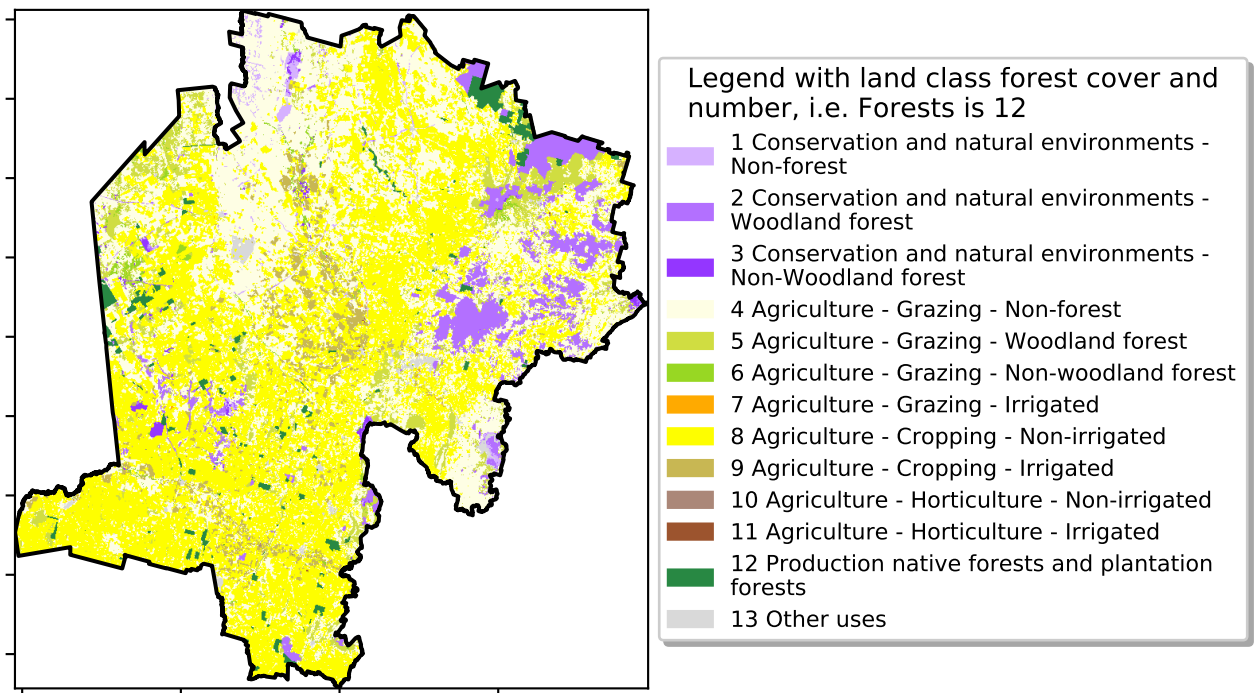 Legend with land class forest cover and
number, i.e. Forests is 12
1 Conservation and natural environments -
Non-forest
2 Conservation and natural environments -
Woodland forest
3 Conservation and natural environments -
Non-Woodland forest
4 Agriculture - Grazing - Non-forest
5 Agriculture - Grazing - Woodland forest
6 Agriculture - Grazing - Non-woodland forest
7 Agriculture - Grazing - Irrigated
8 Agriculture - Cropping - Non-irrigated
9 Agriculture - Cropping - Irrigated
10 Agriculture - Horticulture - Non-irrigated
11 Agriculture - Horticulture - Irrigated
12 Production native forests and plantation
forests
13 Other uses